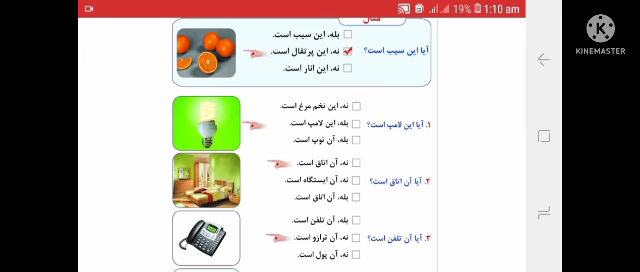 19% 1:10 am
KINEMASTER
مثال
آیا این سیب است؟
بله، این سیب است.
نه، این پرتقال است.
نه، این انار است.
۱. آیا این لامپ است؟
نه، این تخم مرغ است.
بله، این لامپ است.
بله، آن توپ است.
۲. آیا آن اتاق است؟
نه، آن اتاق است.
نه، آن ایستگاه است.
بله، آن اتاق است.
۳. آیا آن تلفن است؟
بله، آن تلفن است.
نه، آن ترازو است.
نه، آن پول است.